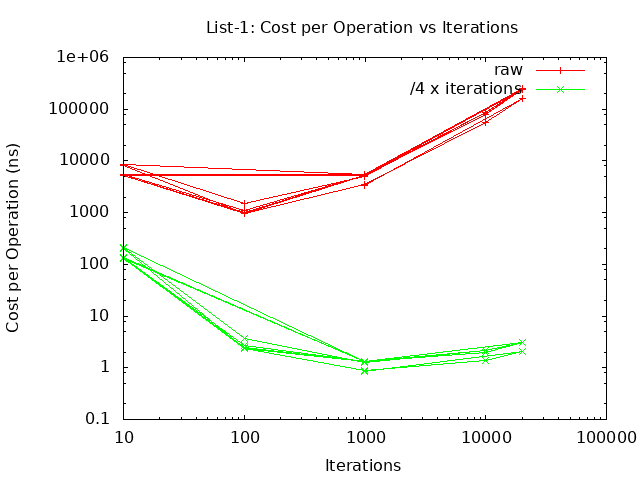 List-1: Cost per Operation vs Iterations
1e+06
100000
10000
1000
100
10
1
0.1
Cost per Operation (ns)
raw
/4 x iterations
10
100
1000
10000
100000
Iterations